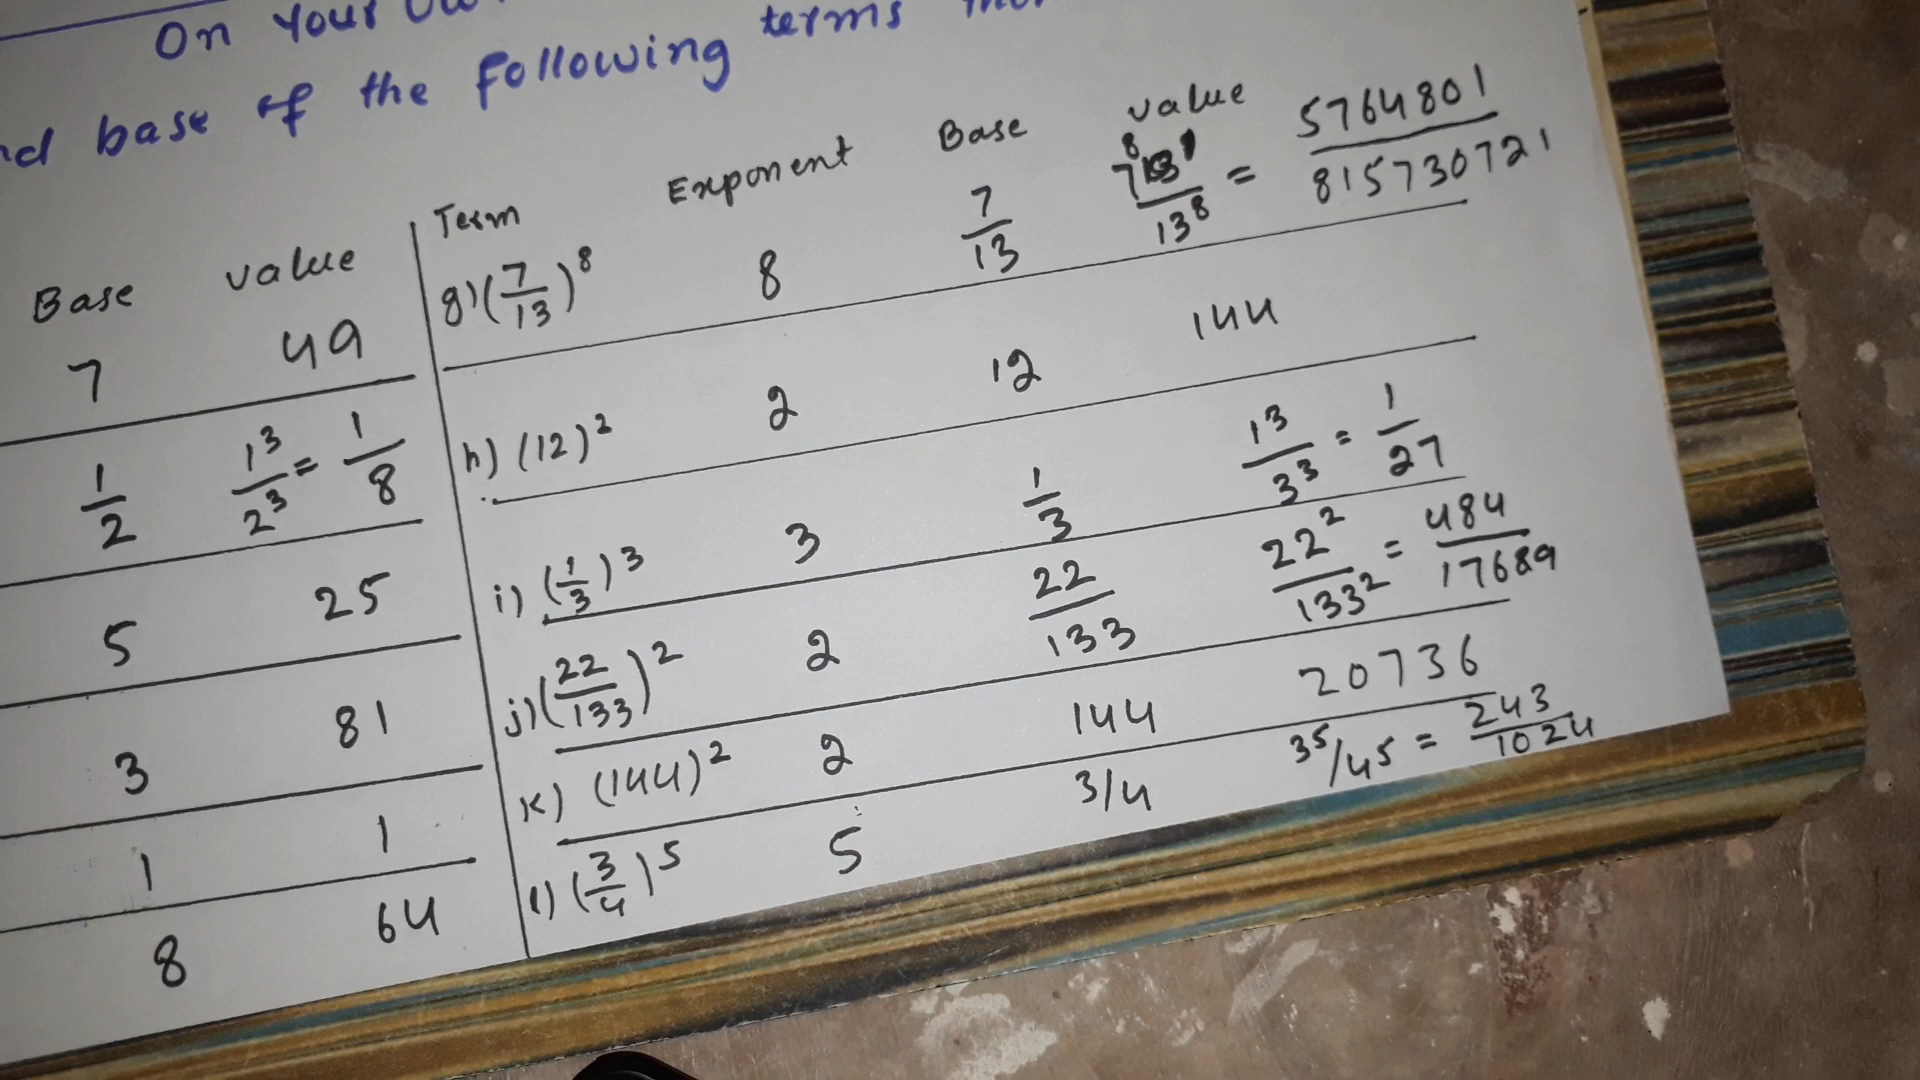 On Your
base of the following terms
Base value
7 49
1/2 1^3/2^3 = 1/8
5 25
3 81
1 1
8 64
Term Exponent Base value
g) (7/13)^8 8 7/13 7^8/13^8 = 5764801/815730721
h) (12)^2 2 12 144
i) (1/3)^3 3 1/3 1^3/3^3 = 1/27
j) (22/133)^2 2 22/133 22^2/133^2 = 484/17689
k) (144)^2 2 144 20736
l) (3/4)^5 5 3/4 3^5/4^5 = 243/1024